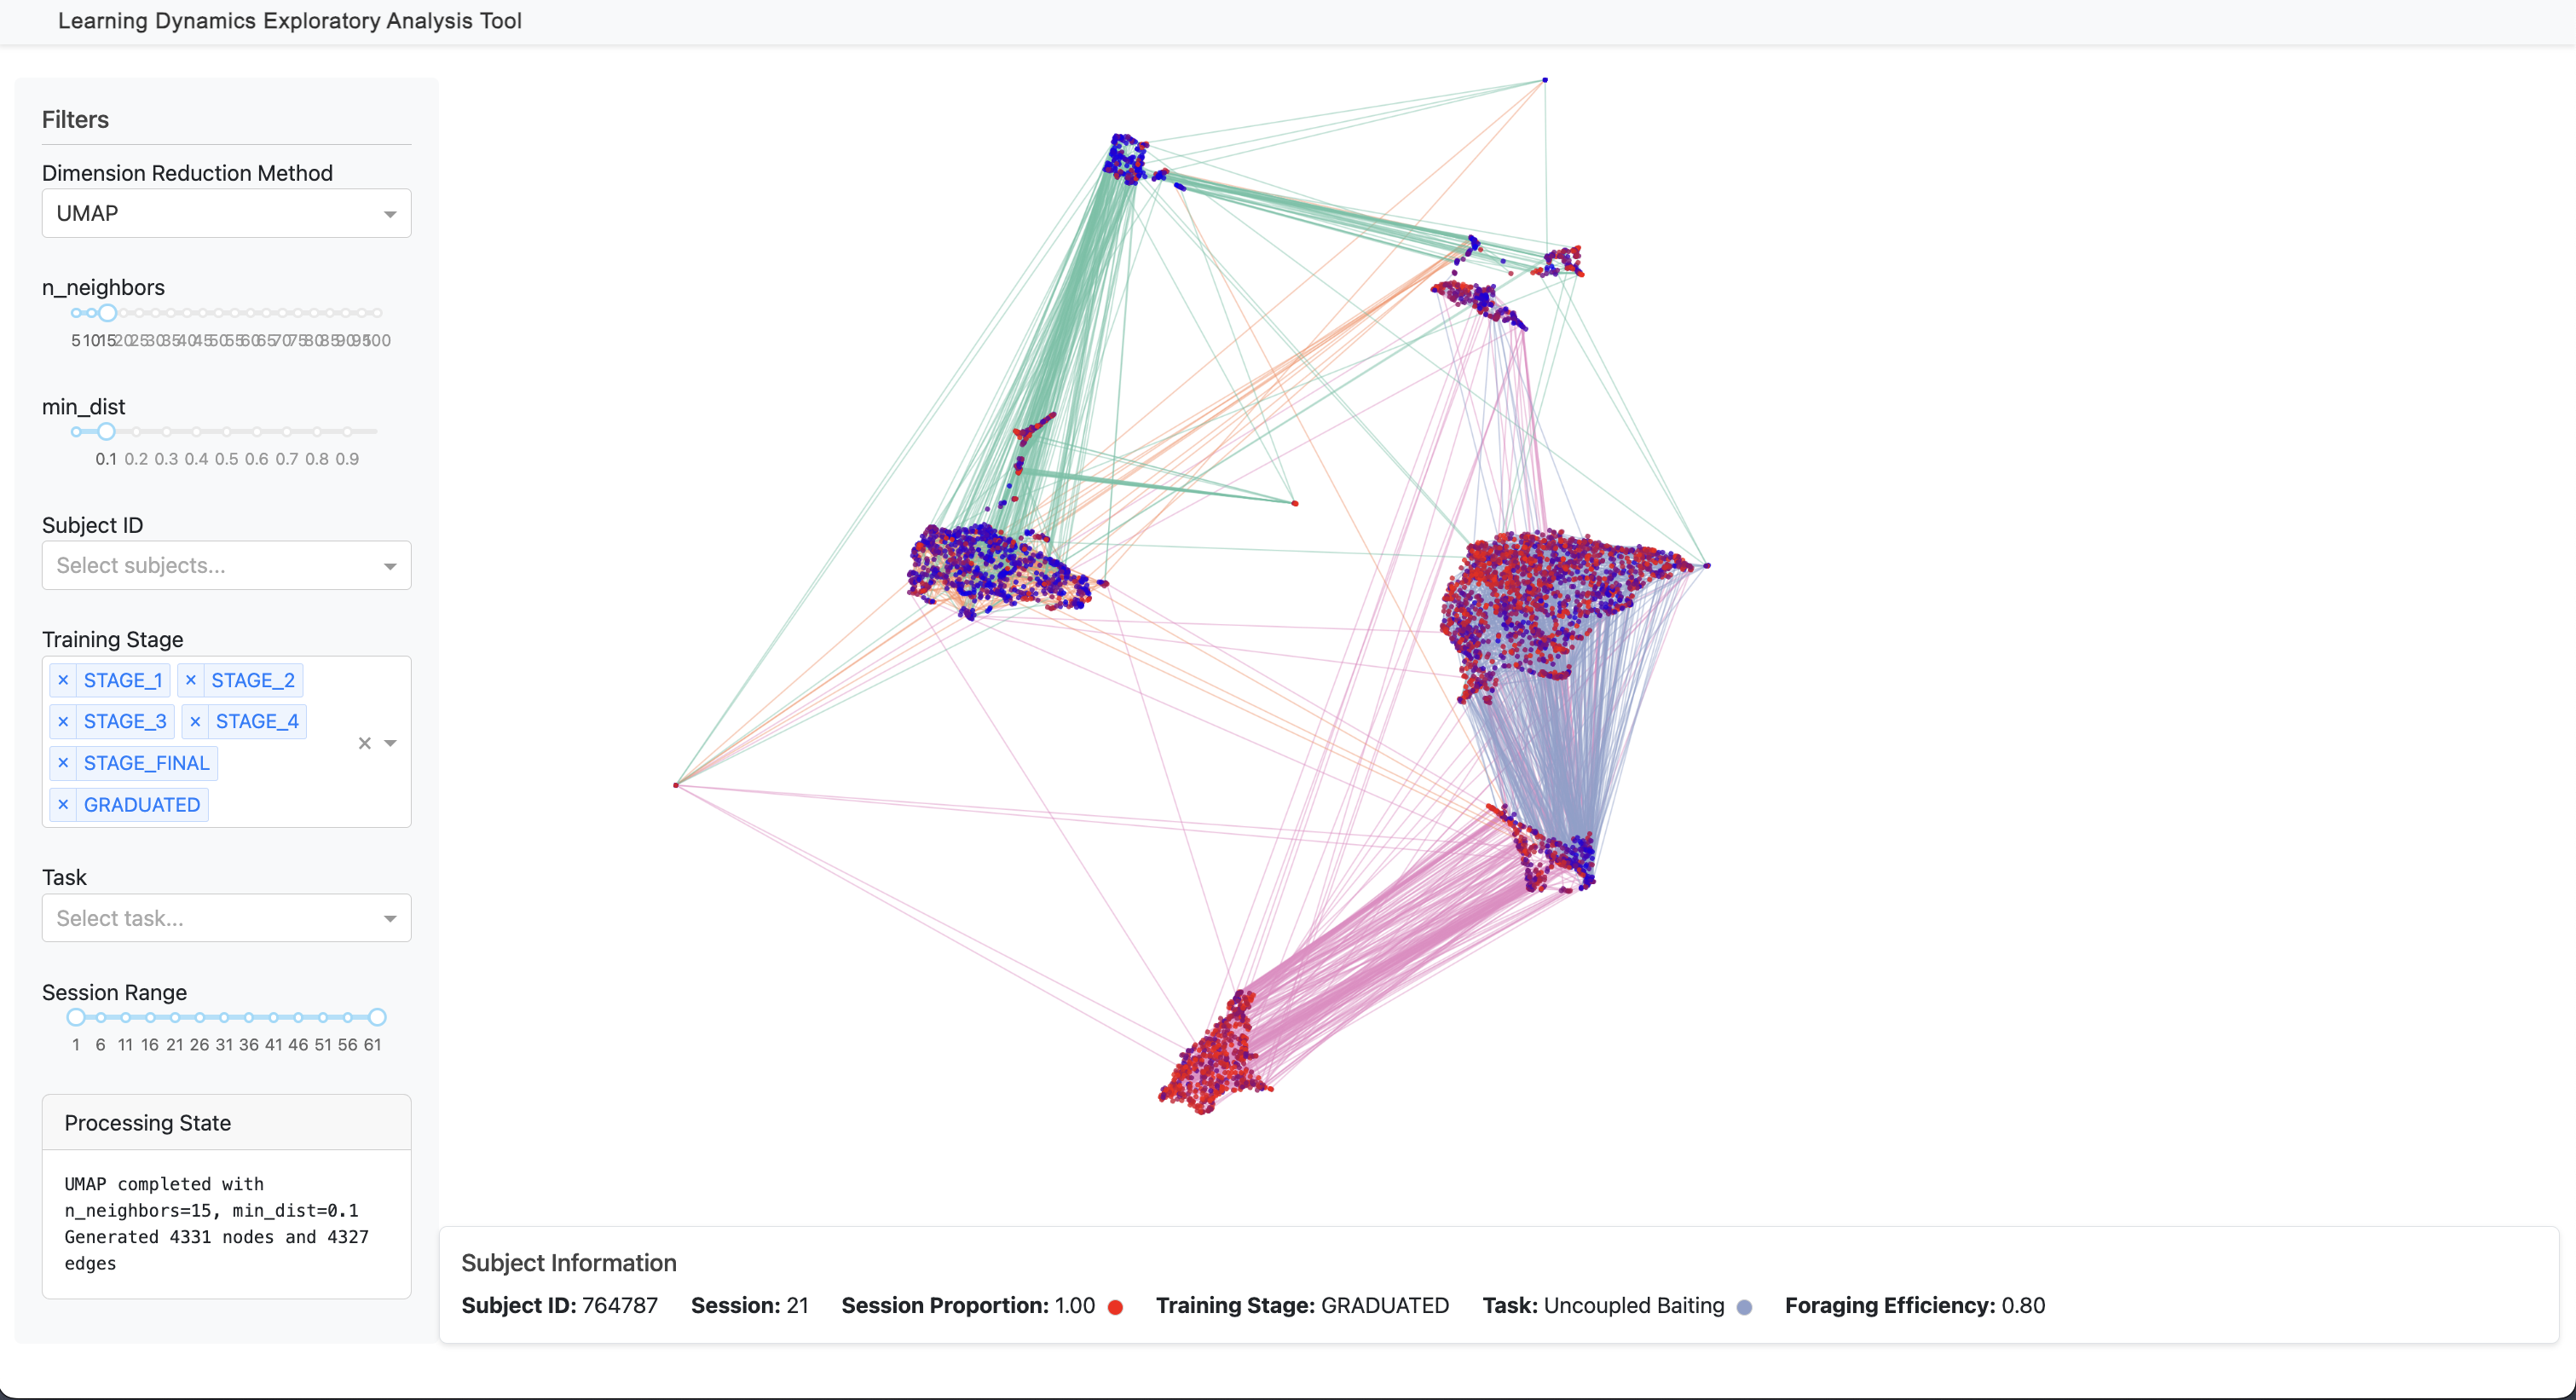 Learning Dynamics Exploratory Analysis Tool
Filters
Dimension Reduction Method
UMAP
n_neighbors
5 10 15 20 25 30 35 40 45 50 55 60 65 70 75 80 85 90 95 100
min_dist
0.1 0.2 0.3 0.4 0.5 0.6 0.7 0.8 0.9
Subject ID
Select subjects...
Training Stage
× STAGE_1 × STAGE_2
× STAGE_3 × STAGE_4
× STAGE_FINAL
× GRADUATED
Task
Select task...
Session Range
1 6 11 16 21 26 31 36 41 46 51 56 61
Processing State
UMAP completed with
n_neighbors=15, min_dist=0.1
Generated 4331 nodes and 4327
edges
Subject Information
Subject ID: 764787 Session: 21 Session Proportion: 1.00 Training Stage: GRADUATED Task: Uncoupled Baiting Foraging Efficiency: 0.80